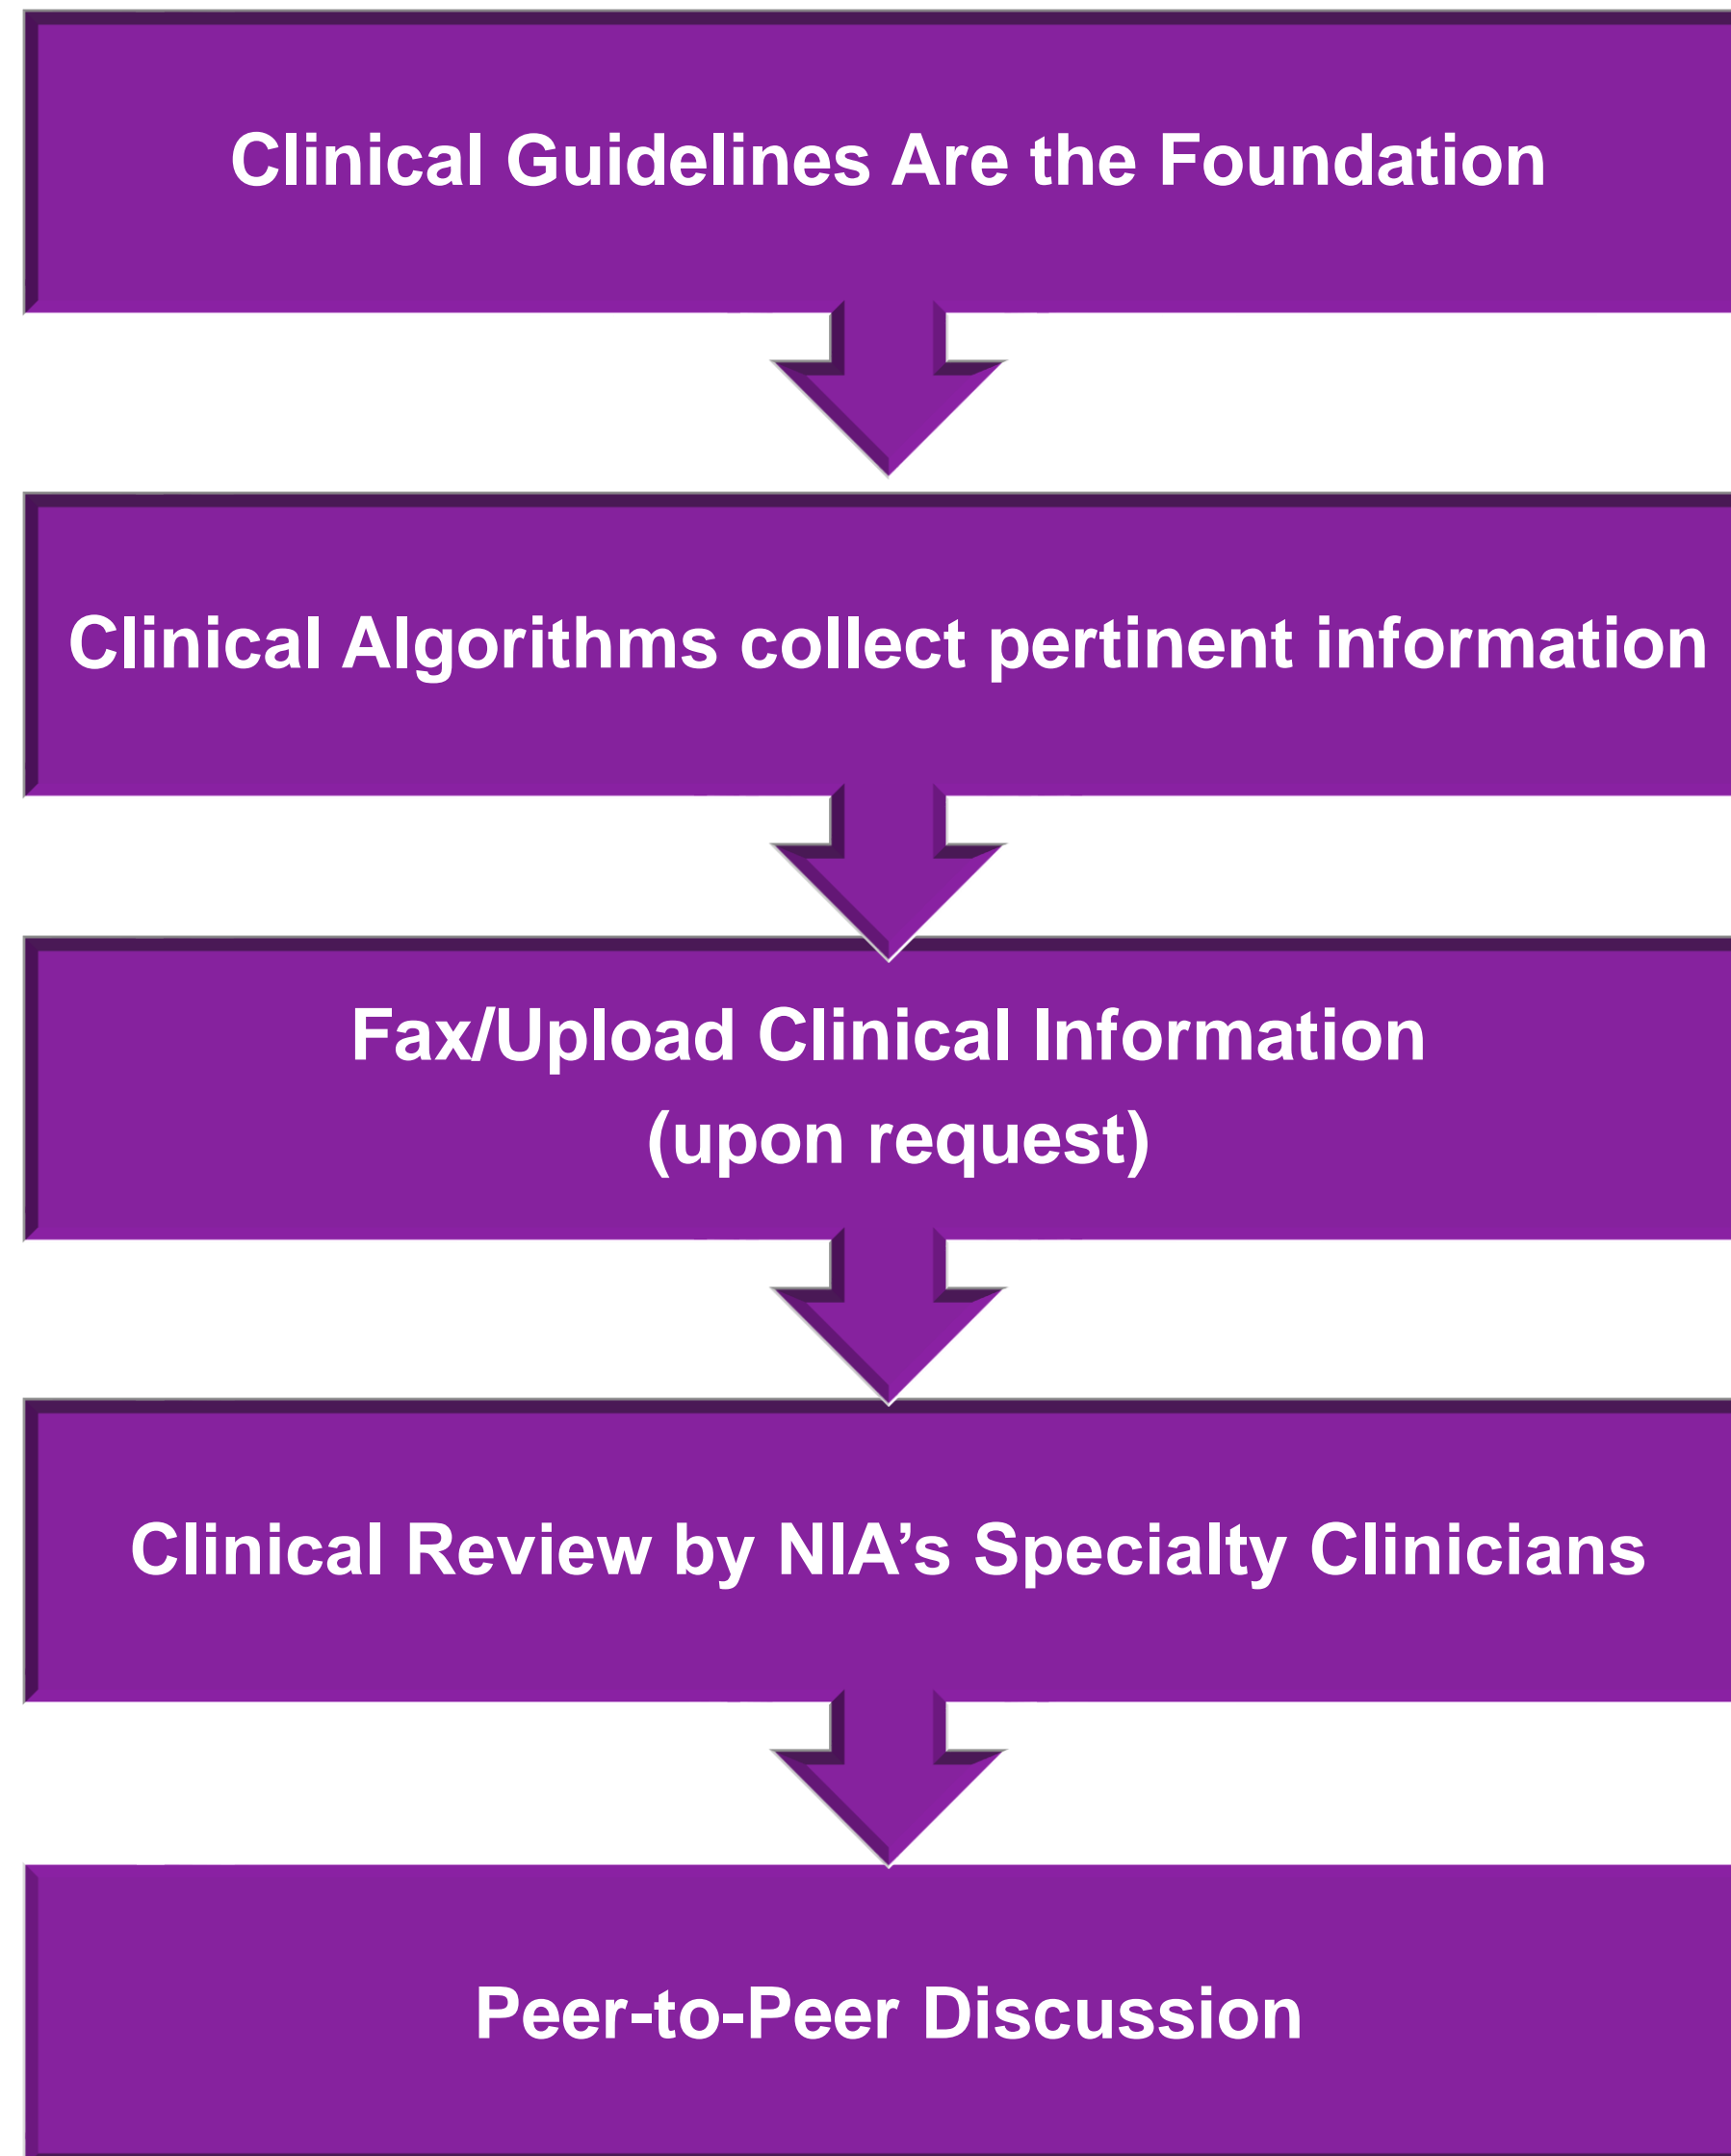 Clinical Guidelines Are the Foundation
Clinical Algorithms collect pertinent information
Fax/Upload Clinical Information
(upon request)
Clinical Review by NIA’s Specialty Clinicians
Peer-to-Peer Discussion